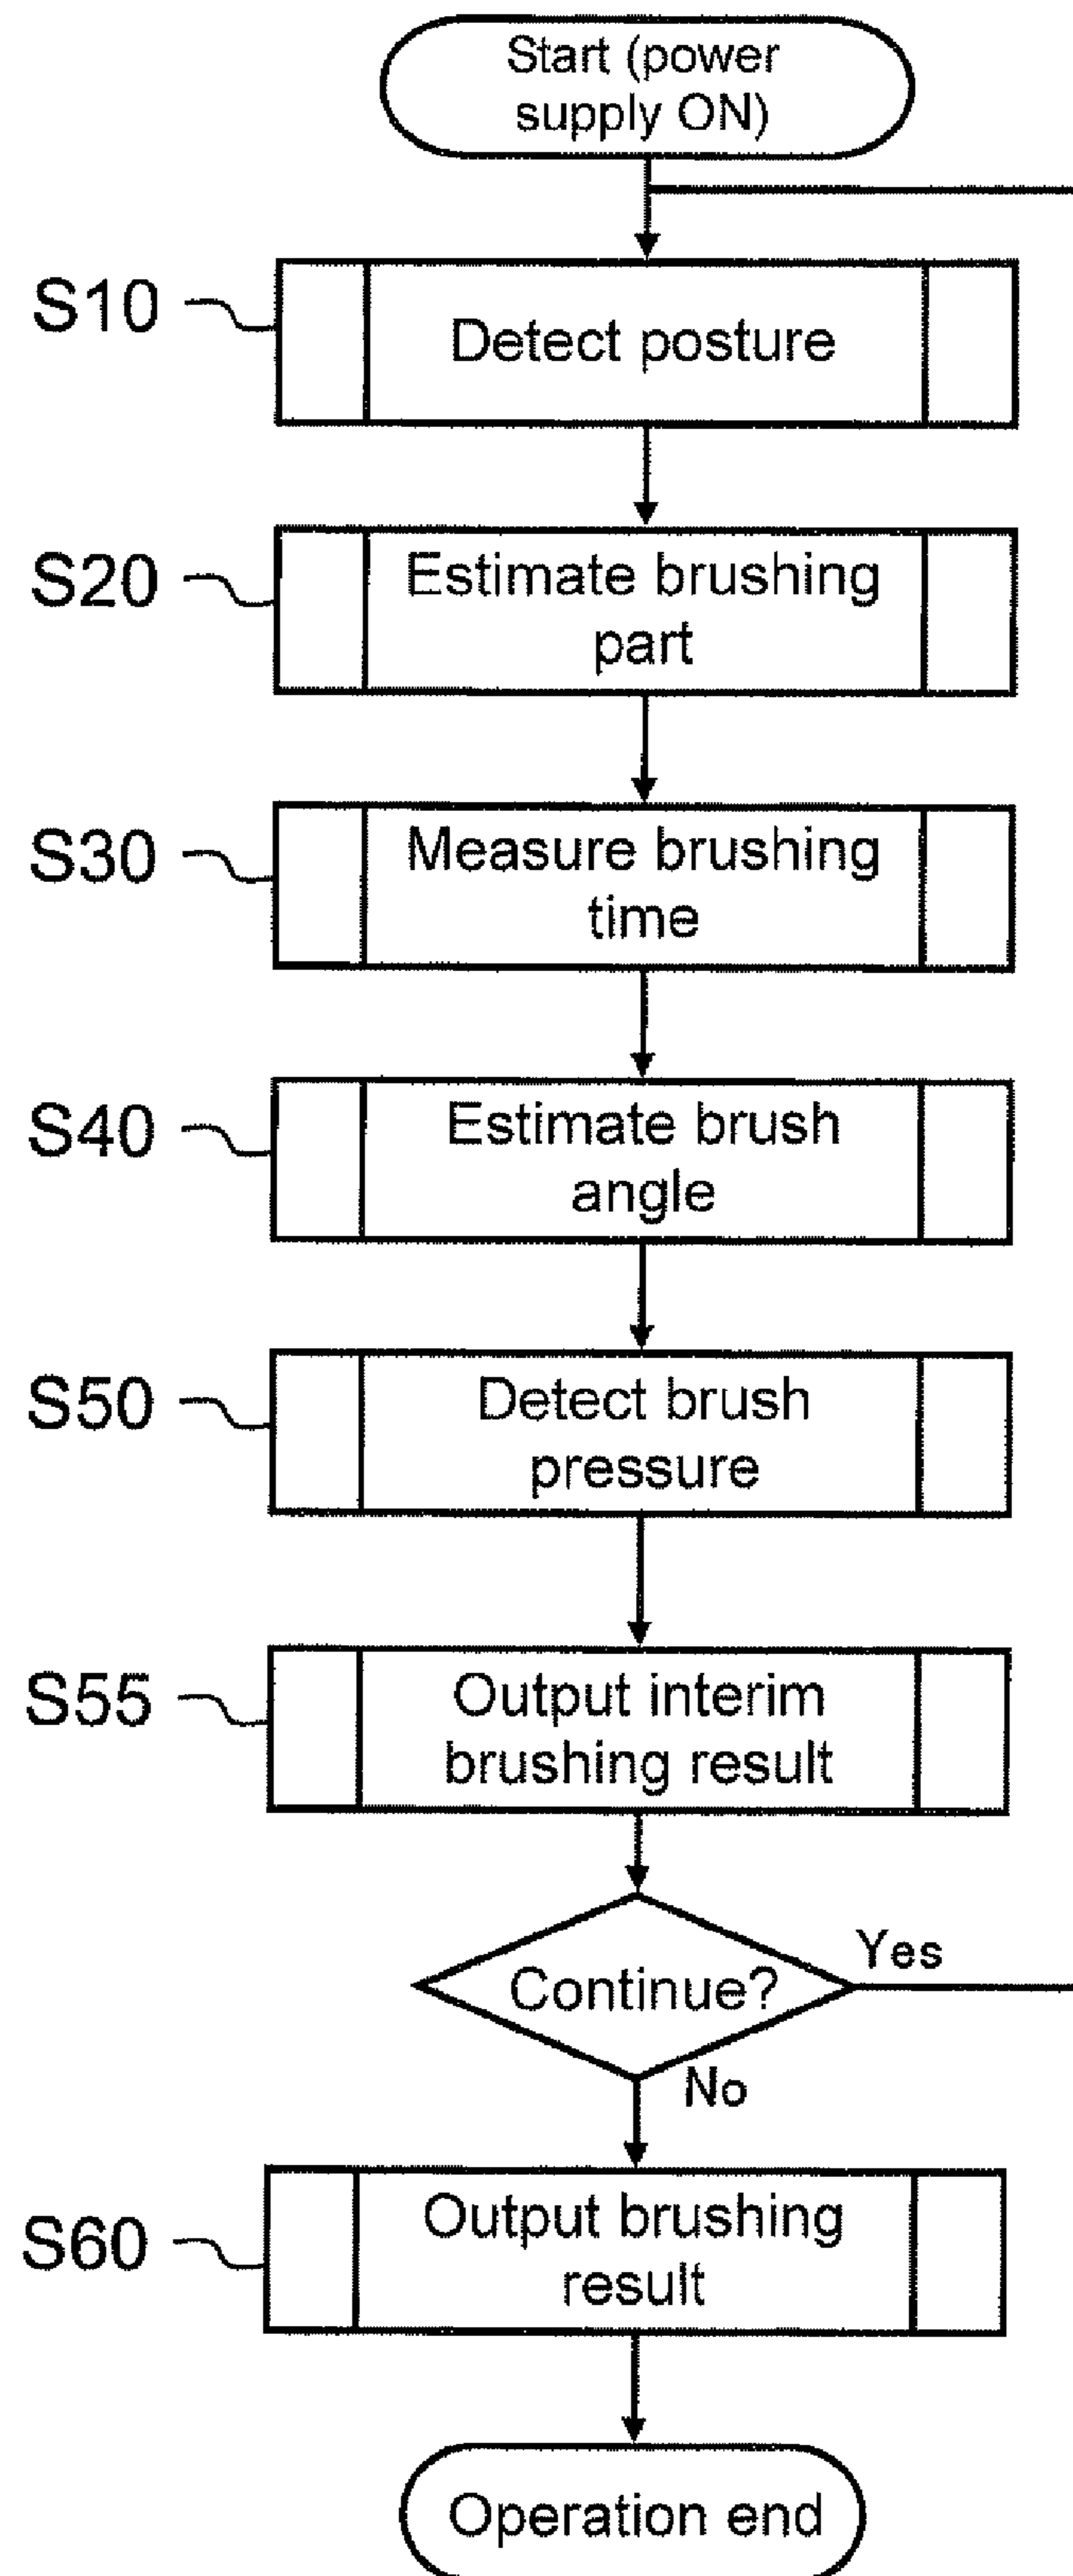 Start (power
supply ON)
S10
Detect posture
S20
Estimate brushing
part
S30
Measure brushing
time
S40
Estimate brush
angle
S50
Detect brush
pressure
S55
Output interim
brushing result
Continue?
Yes
No
S60
Output brushing
result
Operation end